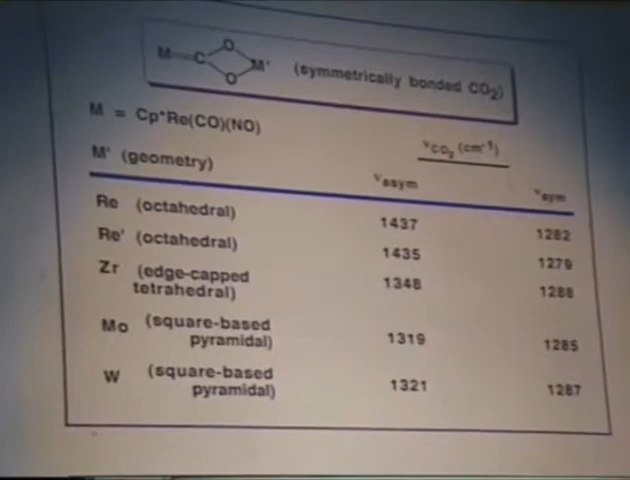 M C O O M' (symmetrically bonded CO₂)
M = Cp*Re(CO)(NO)
νCO₂ (cm⁻¹)
M' (geometry) νasym νsym
Re (octahedral) 1437 1282
Re' (octahedral) 1435 1279
Zr (edge-capped tetrahedral) 1348 1288
Mo (square-based pyramidal) 1319 1285
W (square-based pyramidal) 1321 1287